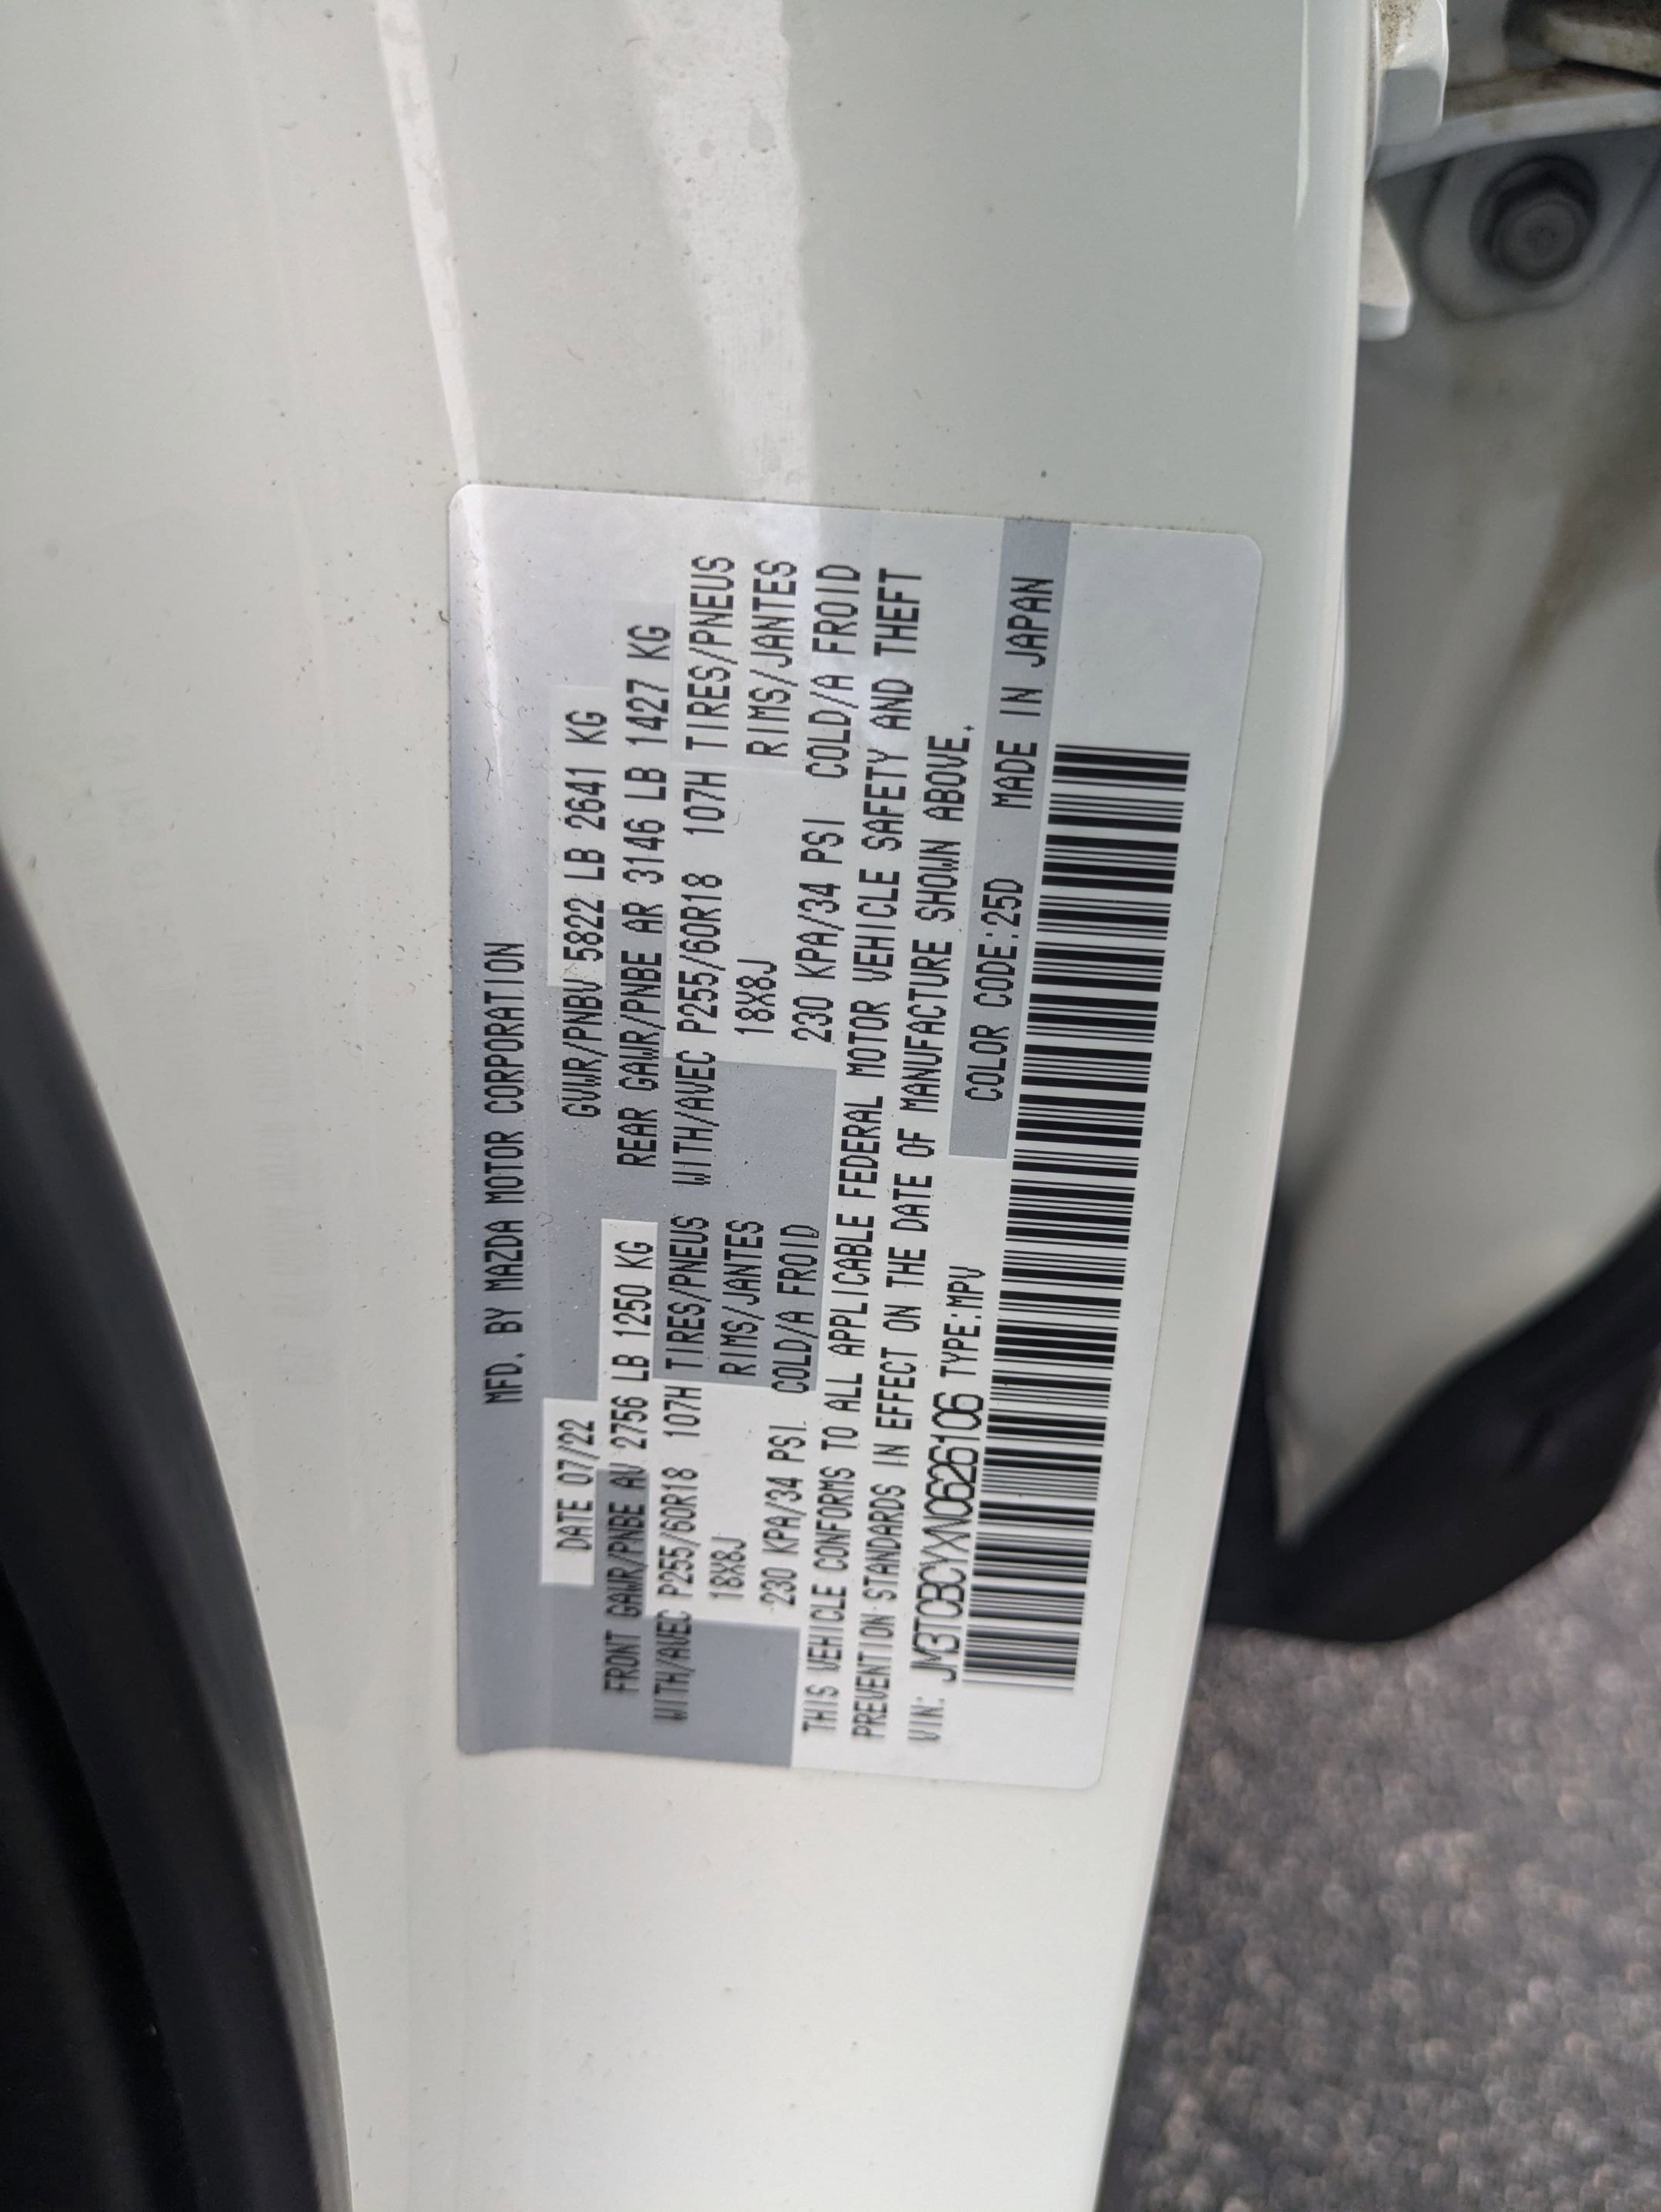 MFD. BY MAZDA MOTOR CORPORATION
DATE 07/22 GVWR/PNBV 5822 LB 2641 KG
FRONT GAWR/PNBE AV 2756 LB 1250 KG REAR GAWR/PNBE AR 3146 LB 1427 KG
WITH/AVEC P255/60R18 107H TIRES/PNEUS WITH/AVEC P255/60R18 107H TIRES/PNEUS
18X8J RIMS/JANTES 18X8J RIMS/JANTES
230 KPA/34 PSI. COLD/A FROID 230 KPA/34 PSI COLD/A FROID
THIS VEHICLE CONFORMS TO ALL APPLICABLE FEDERAL MOTOR VEHICLE SAFETY AND THEFT
PREVENTION STANDARDS IN EFFECT ON THE DATE OF MANUFACTURE SHOWN ABOVE.
VIN: JM3TCBCYXN0626106 TYPE:MPV COLOR CODE:25D MADE IN JAPAN